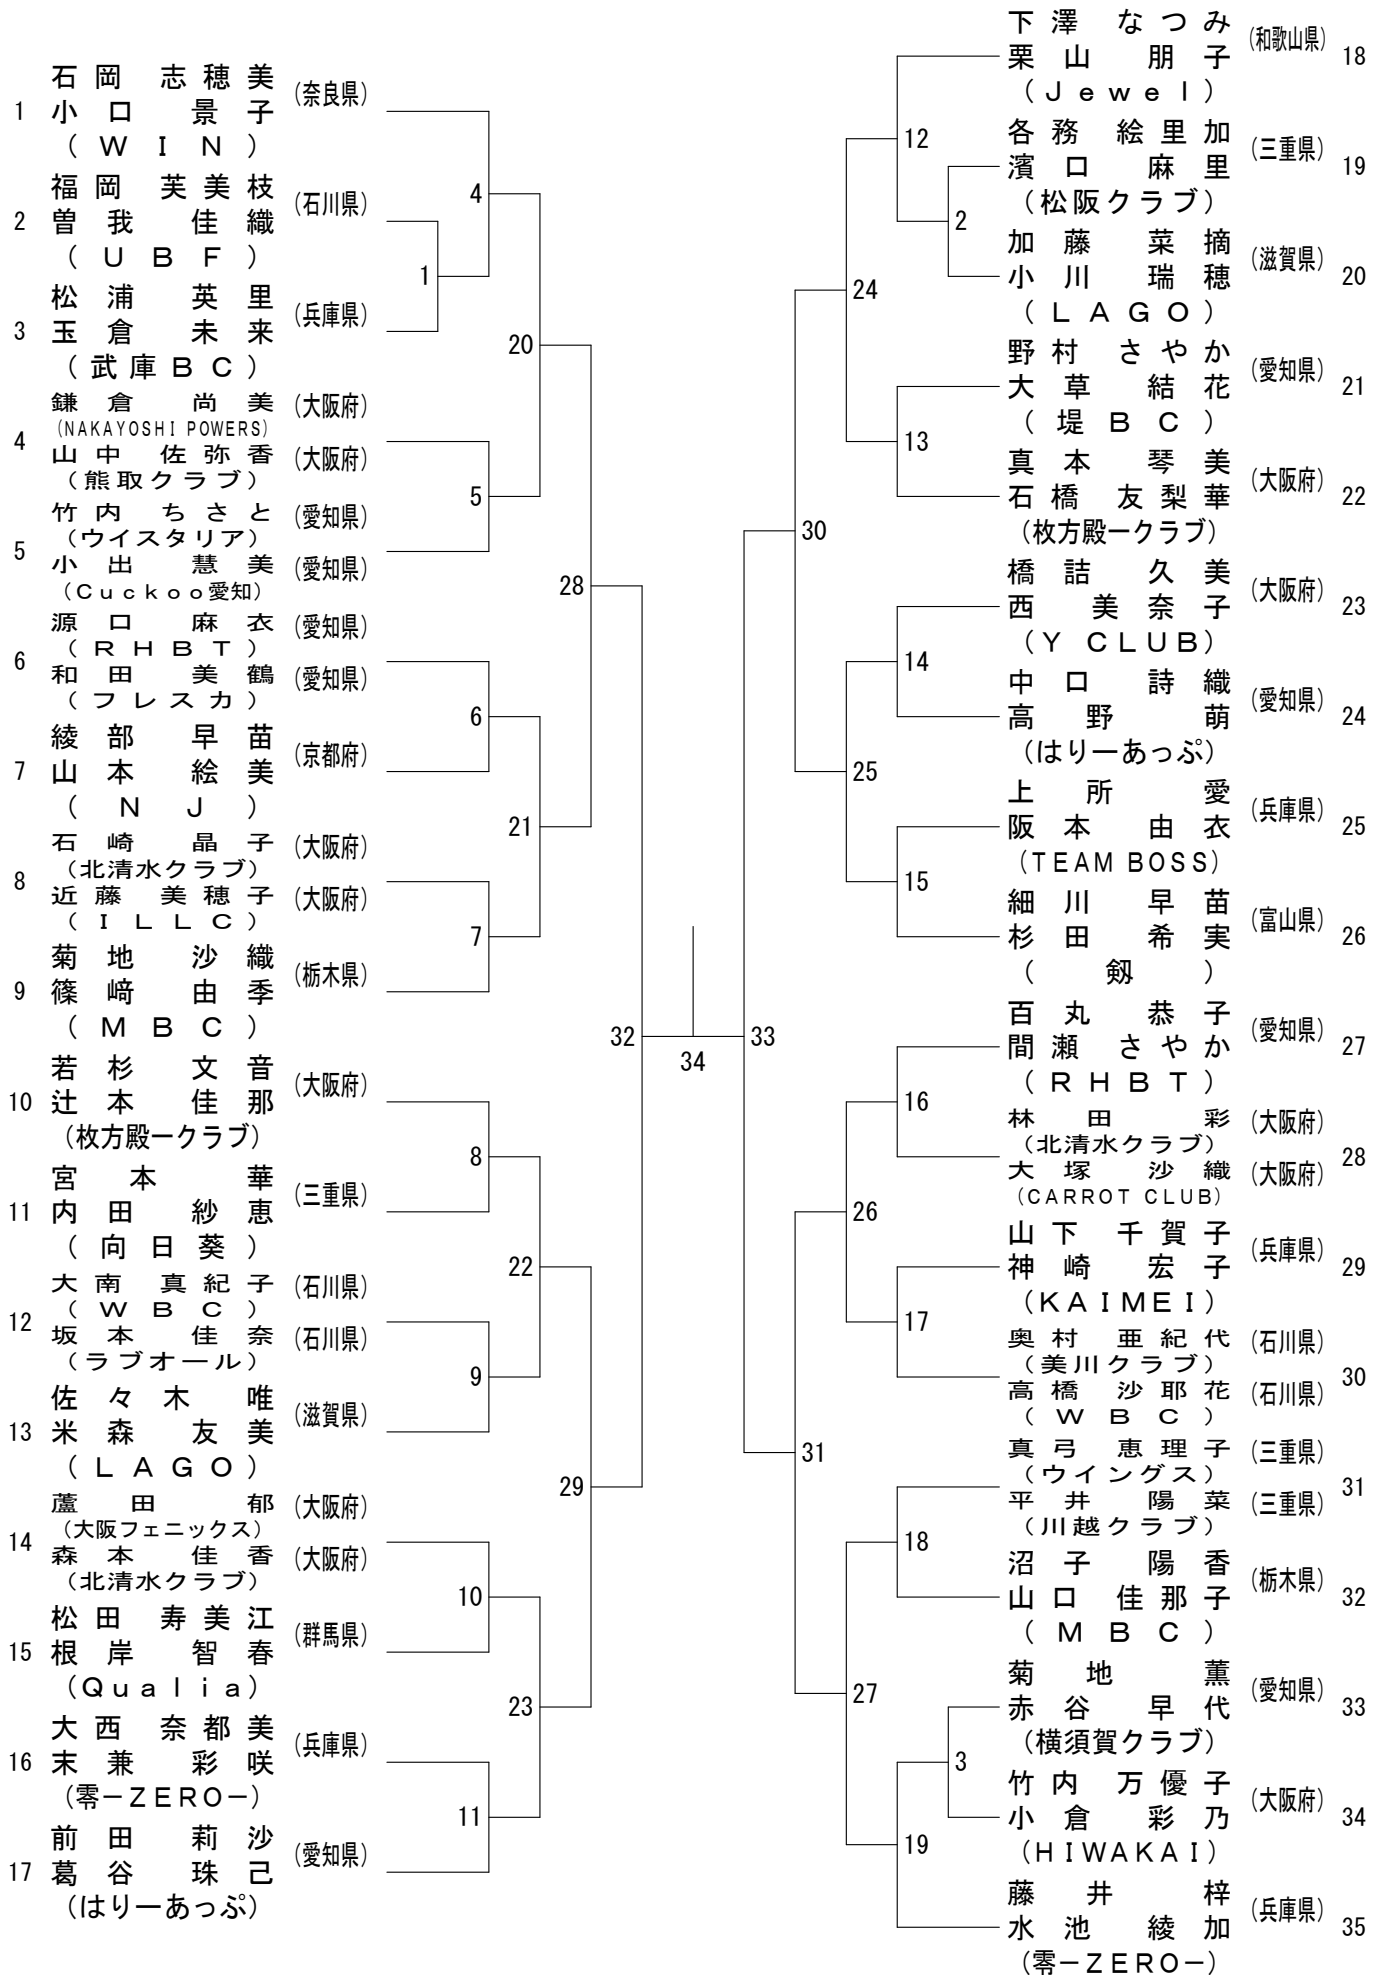 1
石岡 志穂美
小口 景子
(奈良県)
(WIN)
2
福岡 芙美枝
曽我 佳織
(石川県)
(UBF)
3
松浦 英里
玉倉 未来
(兵庫県)
(武庫BC)
4
鎌倉 尚美 (大阪府)
(NAKAYOSHI POWERS)
山中 佐弥香 (大阪府)
(熊取クラブ)
5
竹内 ちさと (愛知県)
(ウイスタリア)
小出 慧美 (愛知県)
(Cuckoo愛知)
6
源口 麻衣 (愛知県)
(RHBT)
和田 美鶴 (愛知県)
(フレスカ)
7
綾部 早苗
山本 絵美
(京都府)
(NJ)
8
石崎 晶子 (大阪府)
(北清水クラブ)
近藤 美穂子 (大阪府)
(ILLC)
9
菊地 沙織
篠﨑 由季
(栃木県)
(MBC)
10
若杉 文音
辻本 佳那
(大阪府)
(枚方殿一クラブ)
11
宮本 華
内田 紗恵
(三重県)
(向日葵)
12
大南 真紀子 (石川県)
(WBC)
坂本 佳奈 (石川県)
(ラブオール)
13
佐々木 唯
米森 友美
(滋賀県)
(LAGO)
14
蘆田 郁 (大阪府)
(大阪フェニックス)
森本 佳香 (大阪府)
(北清水クラブ)
15
松田 寿美江
根岸 智春
(群馬県)
(Qualia)
16
大西 奈都美
末兼 彩咲
(兵庫県)
(零−ZERO−)
17
前田 莉沙
葛谷 珠己
(愛知県)
(はりーあっぷ)
1
4
5
6
7
8
9
10
11
20
21
22
23
28
29
32
34
33
30
31
24
25
26
27
12
2
13
14
15
16
17
18
3
19
下澤 なつみ
栗山 朋子
(和歌山県)
18
(Jewel)
各務 絵里加
濱口 麻里
(三重県)
19
(松阪クラブ)
加藤 菜摘
小川 瑞穂
(滋賀県)
20
(LAGO)
野村 さやか
大草 結花
(愛知県)
21
(堤BC)
真本 琴美
石橋 友梨華
(大阪府)
22
(枚方殿一クラブ)
橋詰 久美
西 美奈子
(大阪府)
23
(Y CLUB)
中口 詩織
高野 萌
(愛知県)
24
(はりーあっぷ)
上所 愛
阪本 由衣
(兵庫県)
25
(TEAM BOSS)
細川 早苗
杉田 希実
(富山県)
26
(剱)
百丸 恭子
間瀬 さやか
(愛知県)
27
(RHBT)
林田 彩 (大阪府)
(北清水クラブ)
28
大塚 沙織 (大阪府)
(CARROT CLUB)
山下 千賀子
神崎 宏子
(兵庫県)
29
(KAIMEI)
奥村 亜紀代 (石川県)
(美川クラブ)
30
高橋 沙耶花 (石川県)
(WBC)
真弓 恵理子 (三重県)
(ウイングス)
31
平井 陽菜 (三重県)
(川越クラブ)
沼子 陽香
山口 佳那子
(栃木県)
32
(MBC)
菊地 薫
赤谷 早代
(愛知県)
33
(横須賀クラブ)
竹内 万優子
小倉 彩乃
(大阪府)
34
(HIWAKAI)
藤井 梓
水池 綾加
(兵庫県)
35
(零−ZERO−)